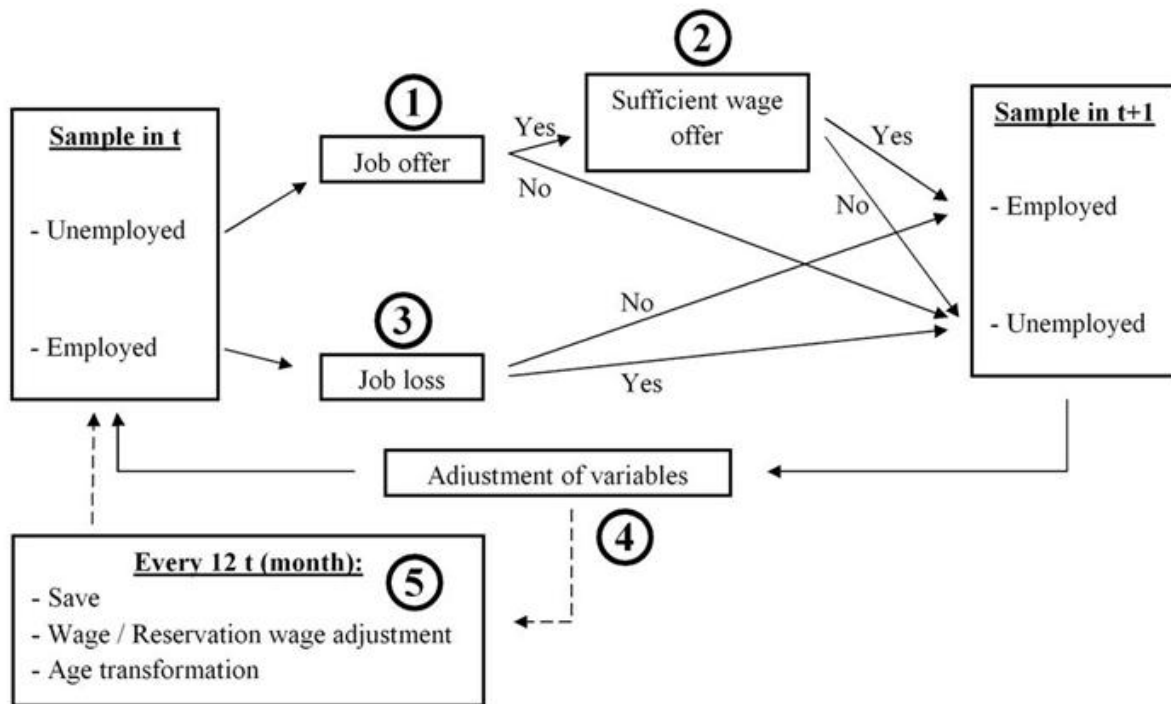 2
1
Sufficient wage
offer
Sample in t
Sample in t+1
Yes
Yes
Job offer
No
No
- Unemployed
- Employed
3
No
- Employed
- Unemployed
Job loss
Yes
Adjustment of variables
4
Every 12 t (month):
5
- Save
- Wage / Reservation wage adjustment
- Age transformation